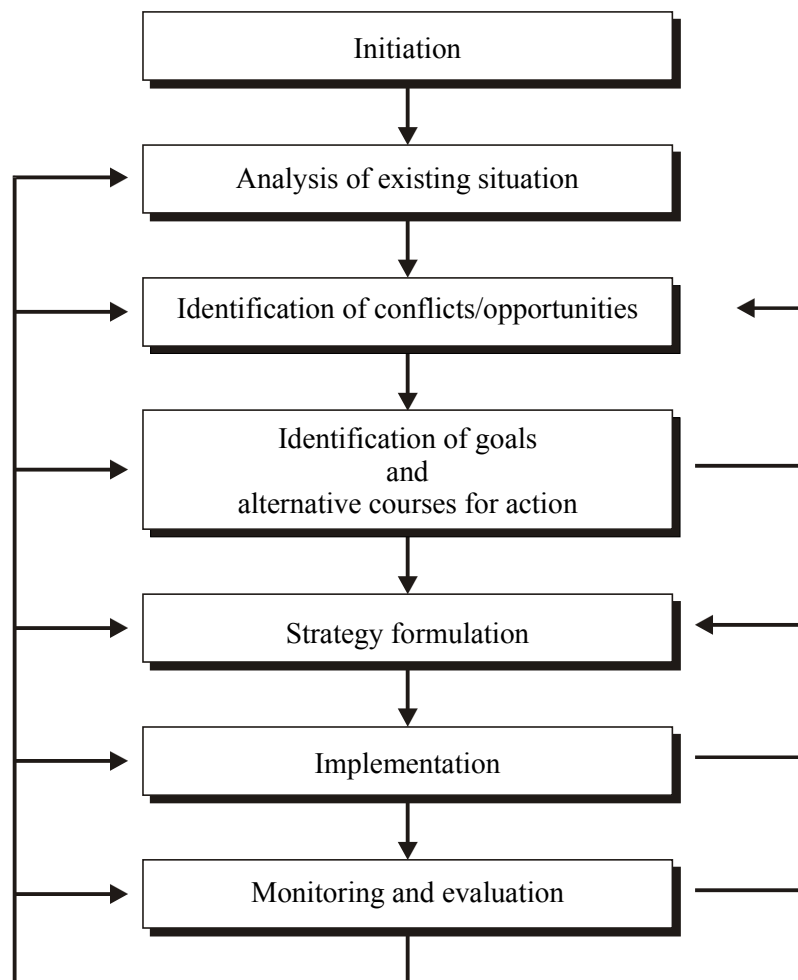 Initiation
Analysis of existing situation
Identification of conflicts/opportunities
Identification of goals
and
alternative courses for action
Strategy formulation
Implementation
Monitoring and evaluation